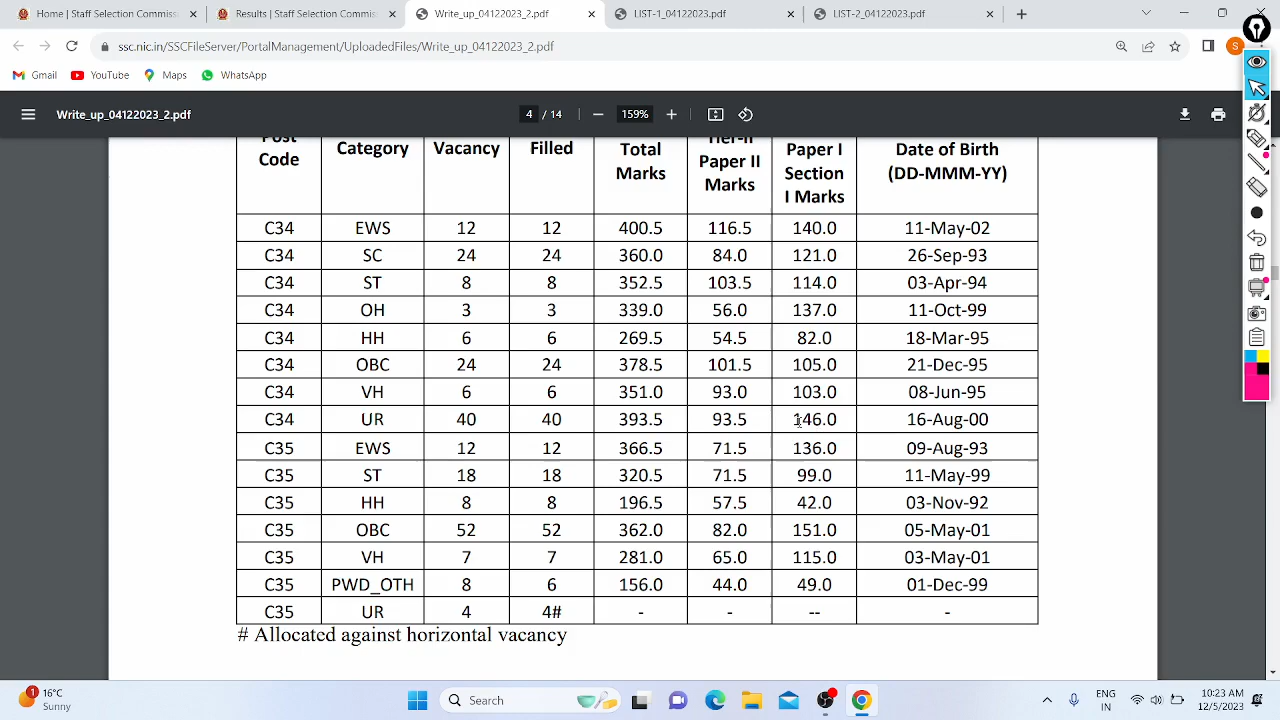 Home | Staff Selection Commission
Results | Staff Selection Commis
Write_up_04122023_2.pdf
LIST-1_04122023.pdf
LIST-2_04122023.pdf
ssc.nic.in/SSCFileServer/PortalManagement/UploadedFiles/Write_up_04122023_2.pdf
S
Gmail YouTube Maps WhatsApp
Write_up_04122023_2.pdf 4 / 14 159%
Post Code Category Vacancy Filled Total Marks Tier-II Paper II Marks Paper I Section I Marks Date of Birth (DD-MMM-YY)
C34 EWS 12 12 400.5 116.5 140.0 11-May-02
C34 SC 24 24 360.0 84.0 121.0 26-Sep-93
C34 ST 8 8 352.5 103.5 114.0 03-Apr-94
C34 OH 3 3 339.0 56.0 137.0 11-Oct-99
C34 HH 6 6 269.5 54.5 82.0 18-Mar-95
C34 OBC 24 24 378.5 101.5 105.0 21-Dec-95
C34 VH 6 6 351.0 93.0 103.0 08-Jun-95
C34 UR 40 40 393.5 93.5 146.0 16-Aug-00
C35 EWS 12 12 366.5 71.5 136.0 09-Aug-93
C35 ST 18 18 320.5 71.5 99.0 11-May-99
C35 HH 8 8 196.5 57.5 42.0 03-Nov-92
C35 OBC 52 52 362.0 82.0 151.0 05-May-01
C35 VH 7 7 281.0 65.0 115.0 03-May-01
C35 PWD_OTH 8 6 156.0 44.0 49.0 01-Dec-99
C35 UR 4 4# - - -- -
# Allocated against horizontal vacancy
1
16°C
Sunny
Search
ENG
IN
10:23 AM
12/5/2023